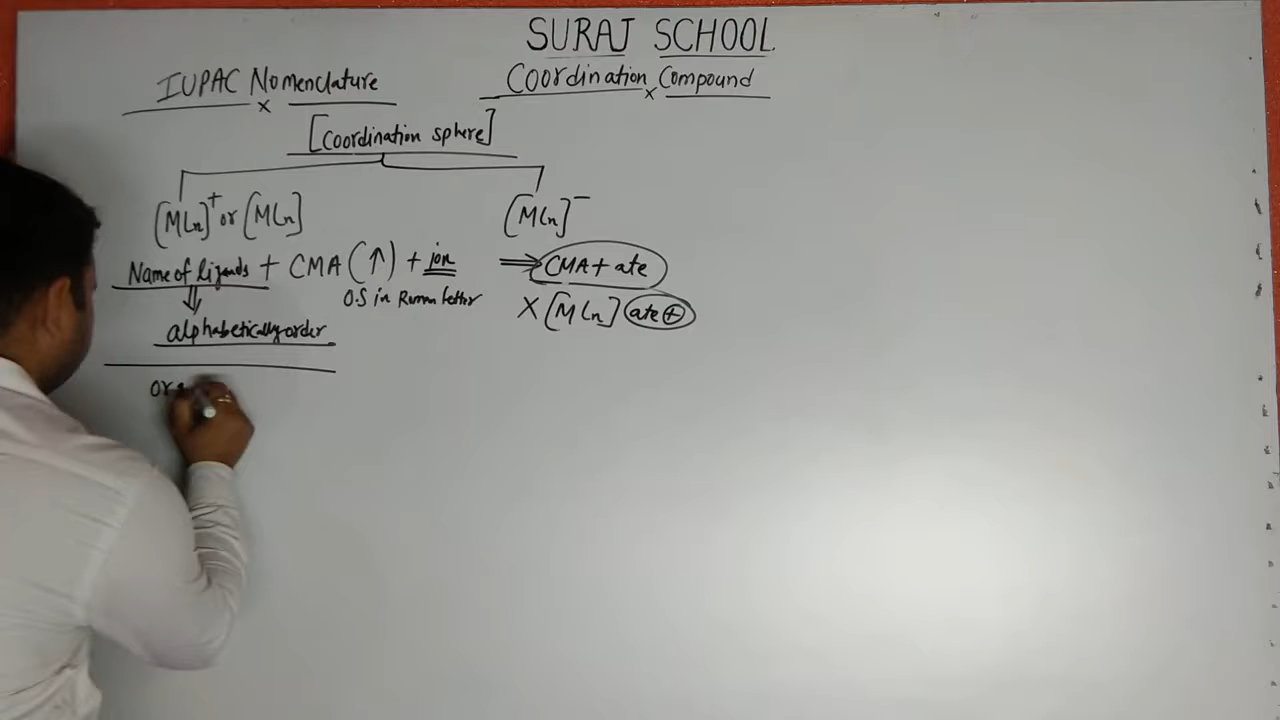 SURAJ SCHOOL.
IUPAC Nomenclature
Coordination Compound
x
x
[Coordination sphere]
[MLn]⁺ or [MLn]
[MLn]⁻
Name of ligands + CMA (↑) + ion
⇒ CMA + ate
O.S in Roman letter
X [MLn] ate +
⇓
alphabetically order